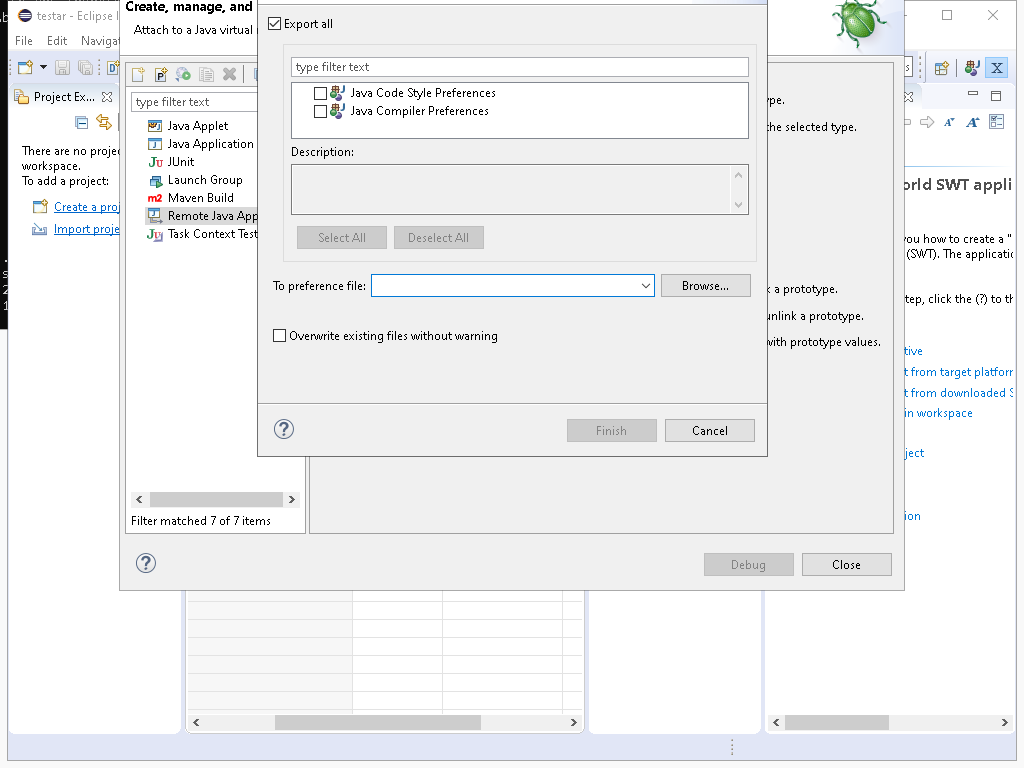 testar - Eclipse I
File Edit Navigat
Project Ex...
There are no projec
workspace.
To add a project:
Create a proj
Import proje
Create, manage, and
Attach to a Java virtual
type filter text
Java Applet
Java Application
JUnit
Launch Group
Maven Build
Remote Java App
Task Context Test
Filter matched 7 of 7 items
Export all
type filter text
Java Code Style Preferences
Java Compiler Preferences
Description:
Select All Deselect All
To preference file: Browse...
Overwrite existing files without warning
Finish Cancel
ype.
he selected type.
k a prototype.
unlink a prototype.
with prototype values.
Debug Close
orld SWT appli
you how to create a "
(SWT). The applicatic
tep, click the (?) to th
tive
t from target platforr
t from downloaded S
in workspace
ject
ion